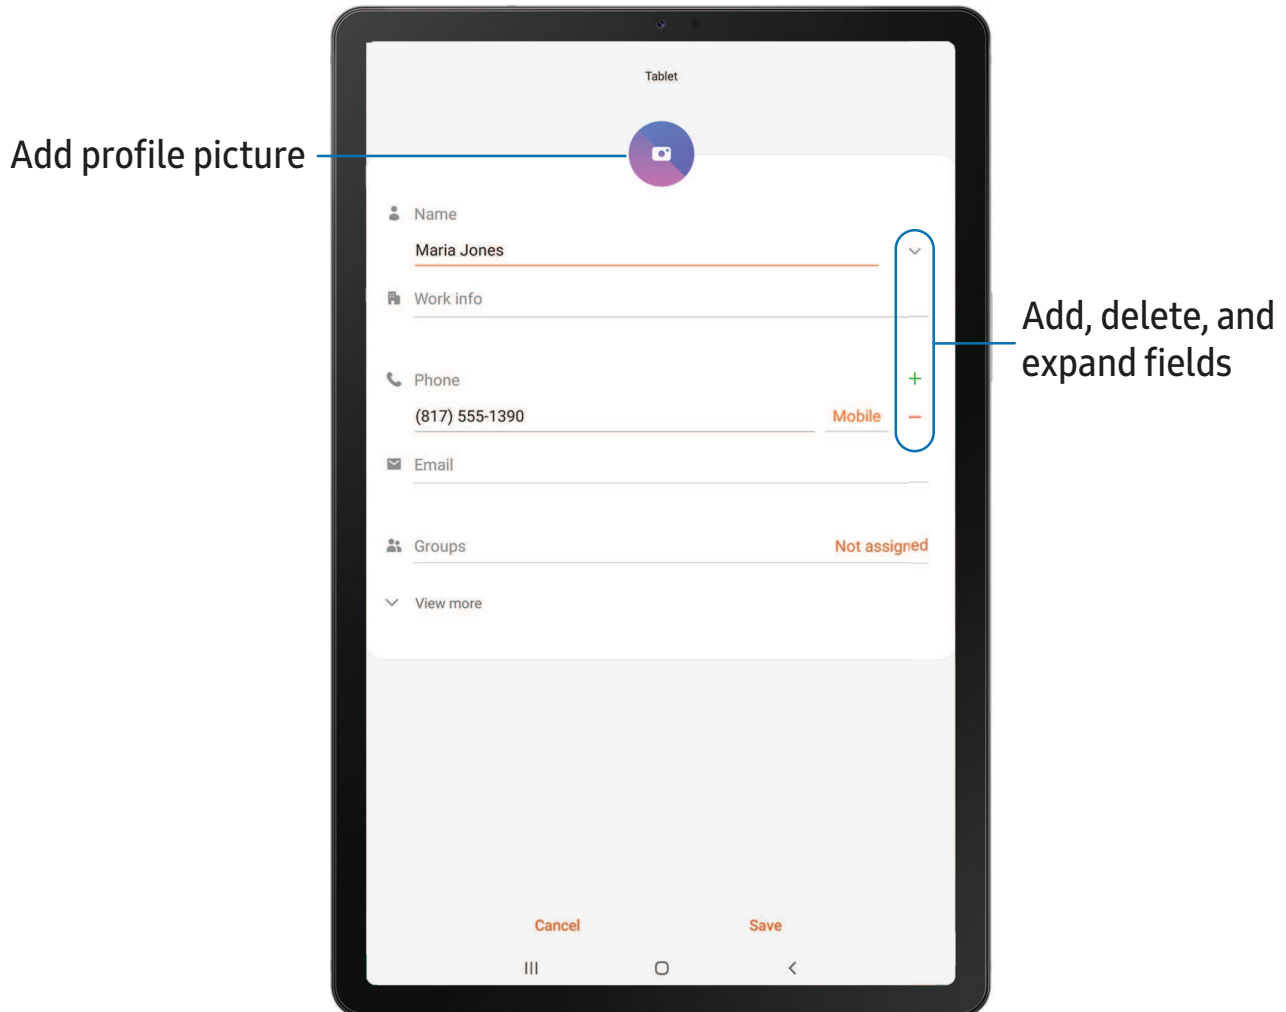 Tablet
Add profile picture
Name
Maria Jones
Work info
Add, delete, and
expand fields
Phone
(817) 555-1390 Mobile
Email
Groups Not assigned
View more
Cancel Save